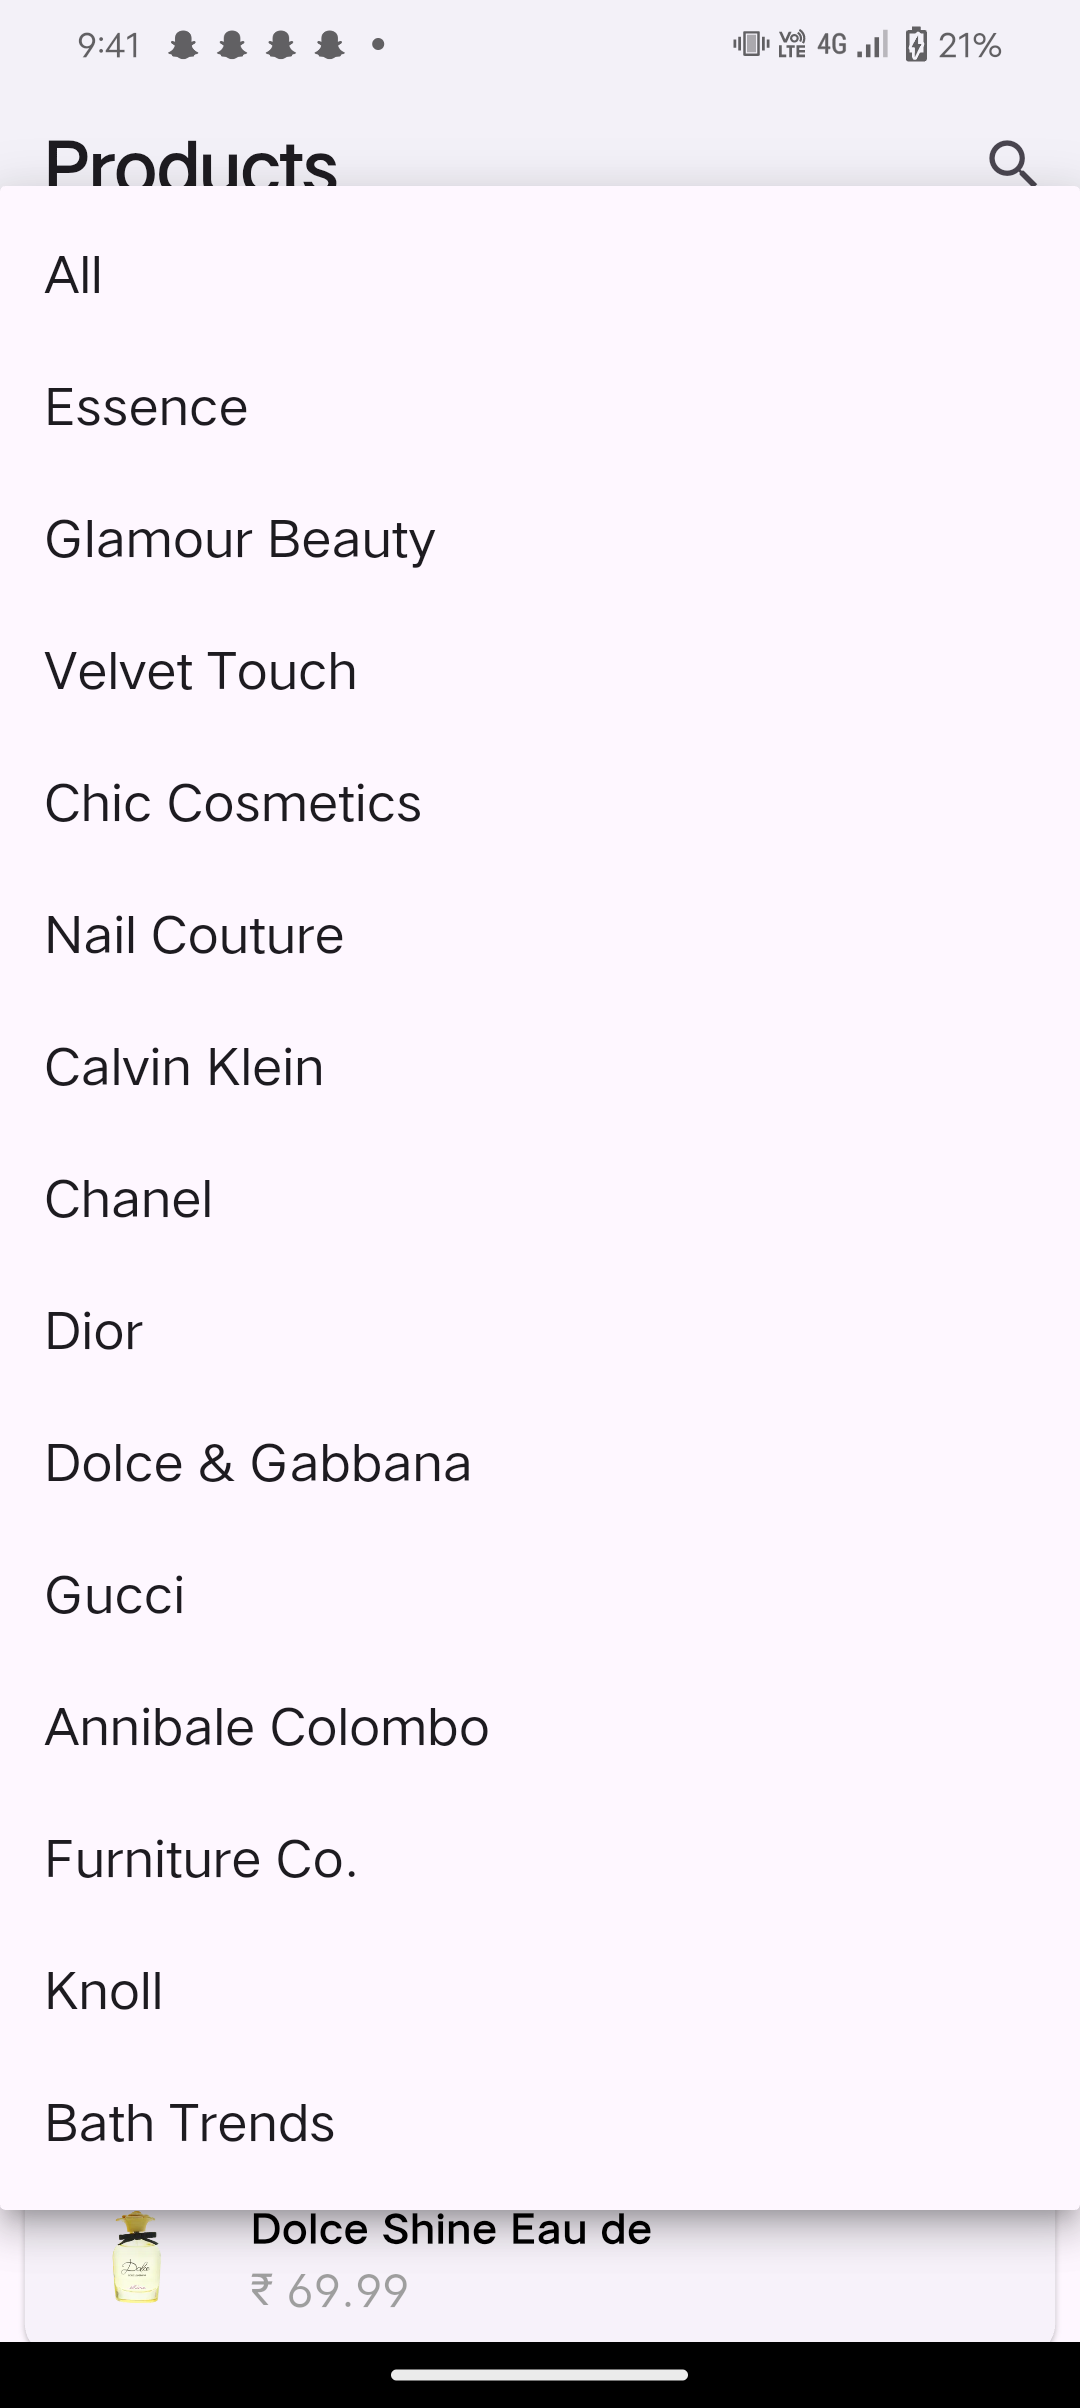 9:41 Vo) LTE 4G 21%
Products
All
Essence
Glamour Beauty
Velvet Touch
Chic Cosmetics
Nail Couture
Calvin Klein
Chanel
Dior
Dolce & Gabbana
Gucci
Annibale Colombo
Furniture Co.
Knoll
Bath Trends
Dolce Shine Eau de
₹ 69.99
Dolce